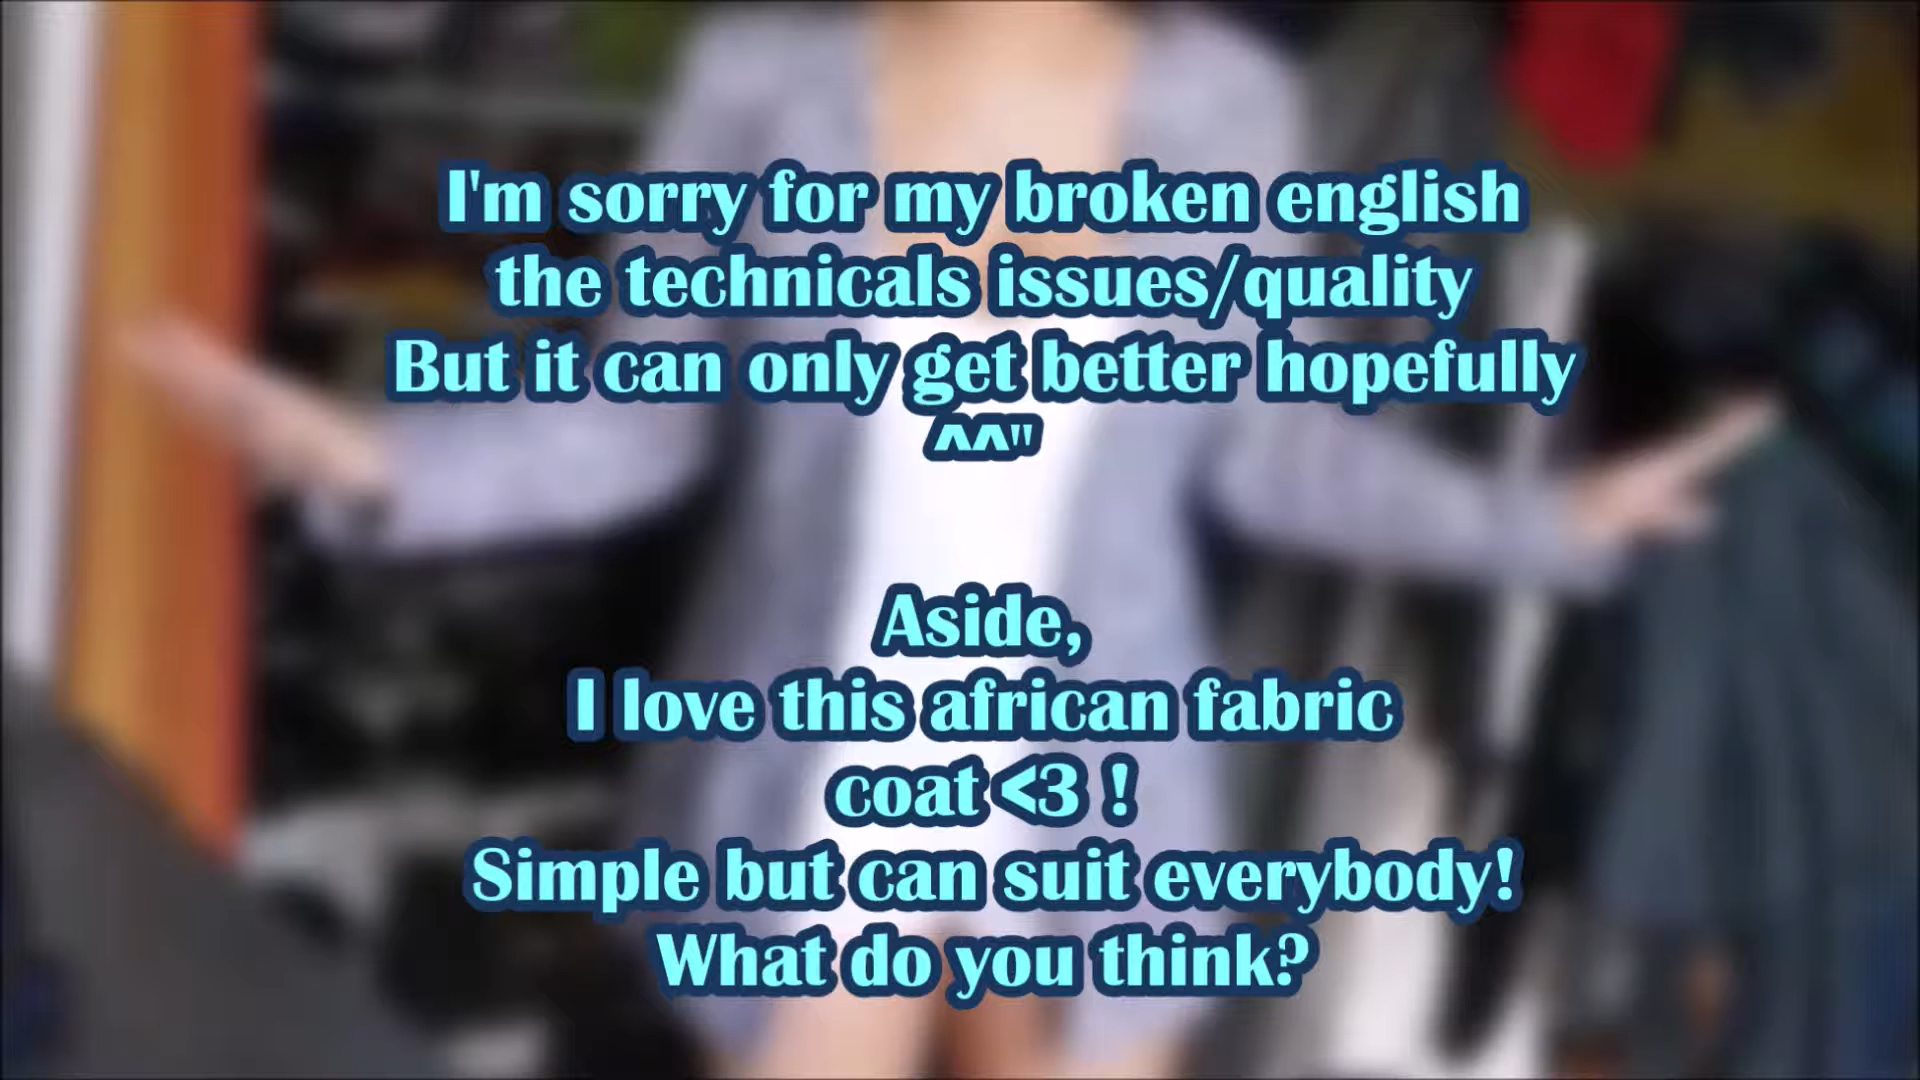 I'm sorry for my broken english
the technicals issues/quality
But it can only get better hopefully
^^"
Aside,
I love this african fabric
coat <3 !
Simple but can suit everybody!
What do you think?